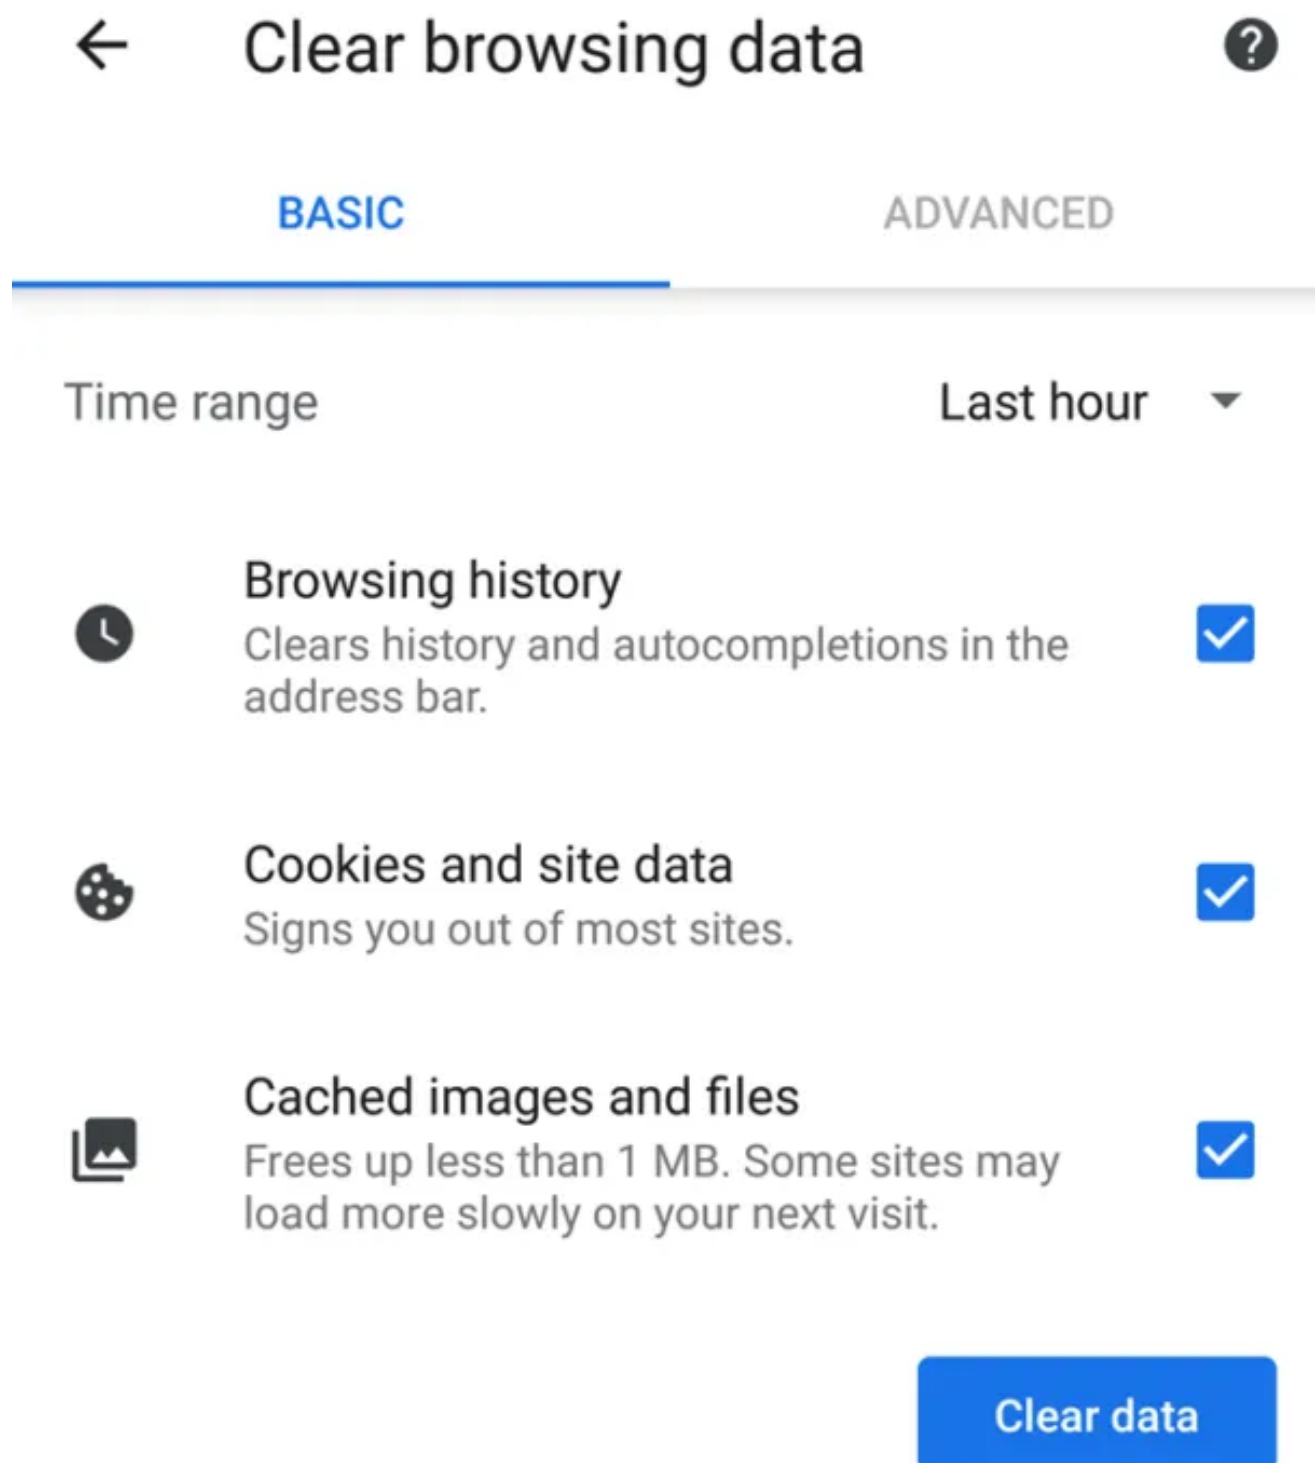 Clear browsing data
BASIC
ADVANCED
Time range
Last hour
Browsing history
Clears history and autocompletions in the
address bar.
Cookies and site data
Signs you out of most sites.
Cached images and files
Frees up less than 1 MB. Some sites may
load more slowly on your next visit.
Clear data